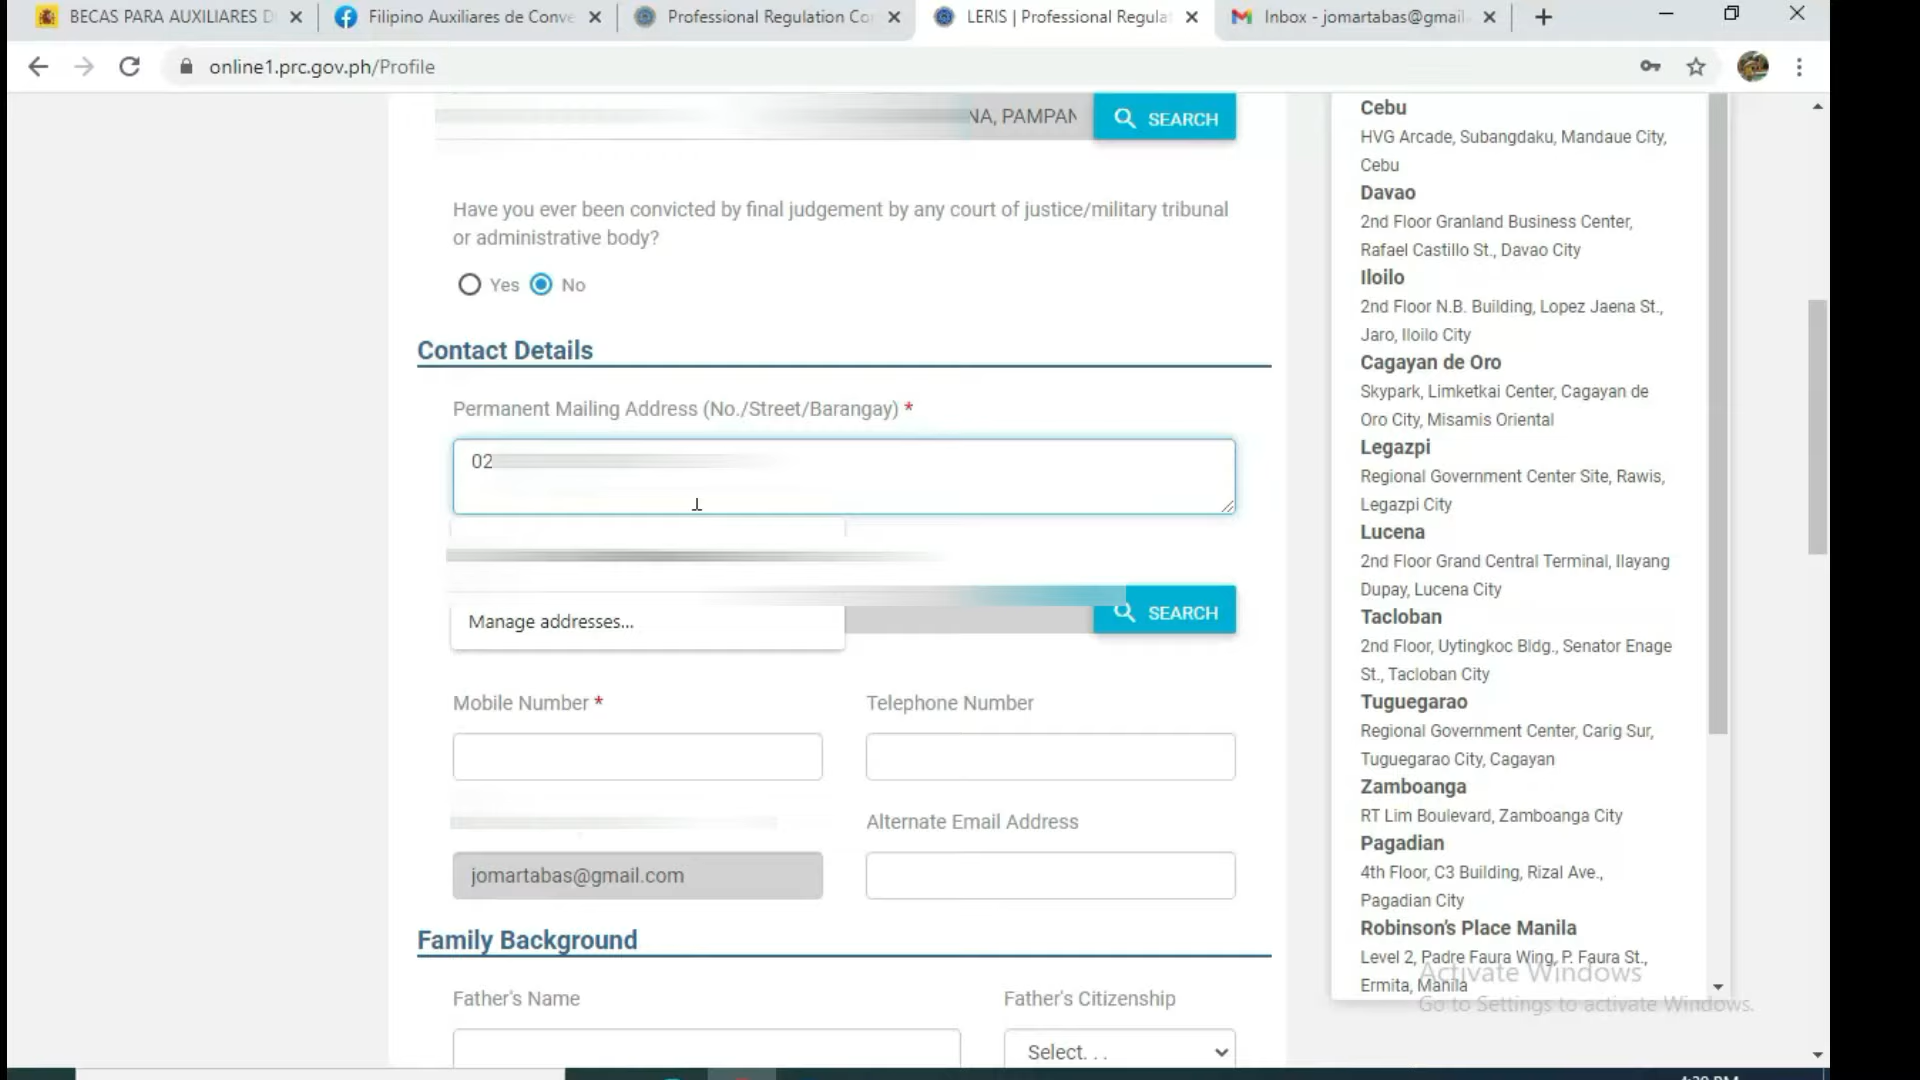 BECAS PARA AUXILIARES D
Filipino Auxiliares de Conve
Professional Regulation Co
LERIS | Professional Regula
Inbox - jomartabas@gmail
online1.prc.gov.ph/Profile
NA, PAMPAN
SEARCH
Have you ever been convicted by final judgement by any court of justice/military tribunal
or administrative body?
Yes
No
Contact Details
Permanent Mailing Address (No./Street/Barangay) *
02
Manage addresses...
SEARCH
Mobile Number *
Telephone Number
Alternate Email Address
jomartabas@gmail.com
Family Background
Father's Name
Father's Citizenship
Select. . .
Cebu
HVG Arcade, Subangdaku, Mandaue City,
Cebu
Davao
2nd Floor Granland Business Center,
Rafael Castillo St., Davao City
Iloilo
2nd Floor N.B. Building, Lopez Jaena St.,
Jaro, Iloilo City
Cagayan de Oro
Skypark, Limketkai Center, Cagayan de
Oro City, Misamis Oriental
Legazpi
Regional Government Center Site, Rawis,
Legazpi City
Lucena
2nd Floor Grand Central Terminal, Ilayang
Dupay, Lucena City
Tacloban
2nd Floor, Uytingkoc Bldg., Senator Enage
St., Tacloban City
Tuguegarao
Regional Government Center, Carig Sur,
Tuguegarao City, Cagayan
Zamboanga
RT Lim Boulevard, Zamboanga City
Pagadian
4th Floor, C3 Building, Rizal Ave.,
Pagadian City
Robinson's Place Manila
Level 2, Padre Faura Wing, P. Faura St.,
Ermita, Manila
Activate Windows
Go to Settings to activate Windows.